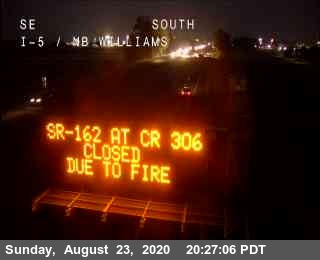 SE SOUTH
I-5 / NB WILLIAMS
SR-162 AT CR 306
CLOSED
DUE TO FIRE
Sunday, August 23, 2020 20:27:06 PDT